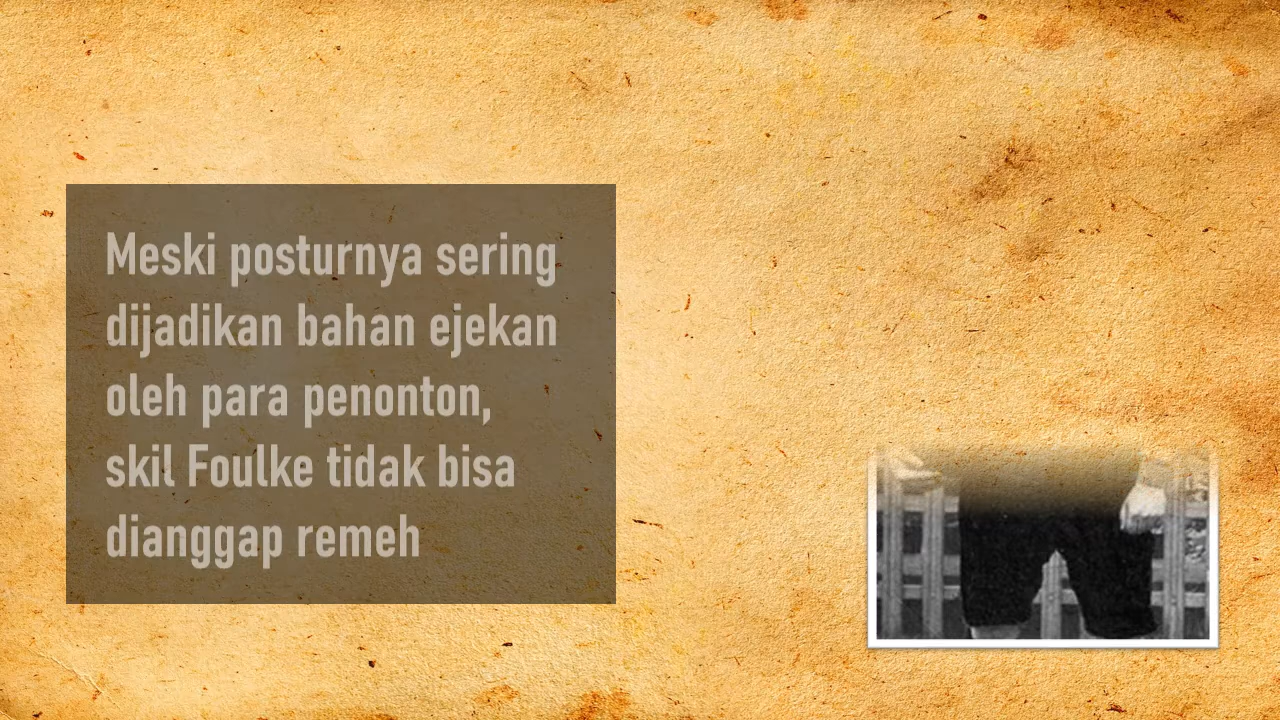 Meski posturnya sering
dijadikan bahan ejekan
oleh para penonton,
skil Foulke tidak bisa
dianggap remeh